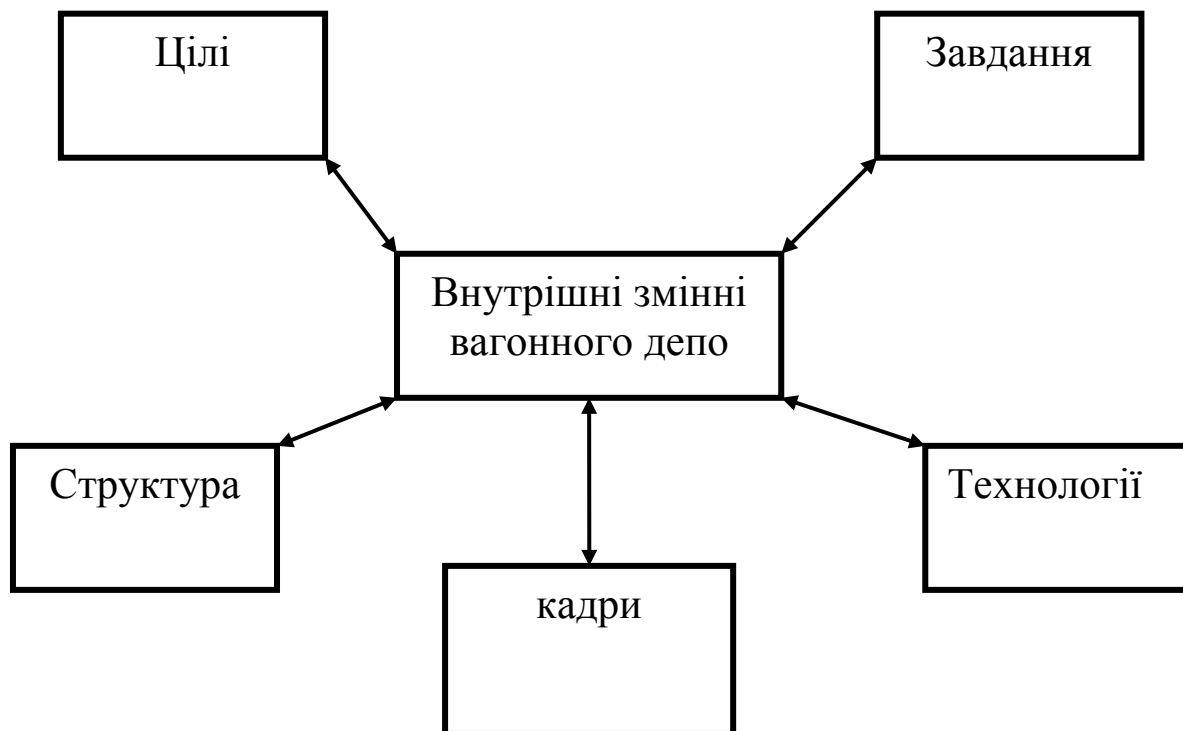 Цілі
Завдання
Внутрішні змінні
вагонного депо
Структура
Технології
кадри